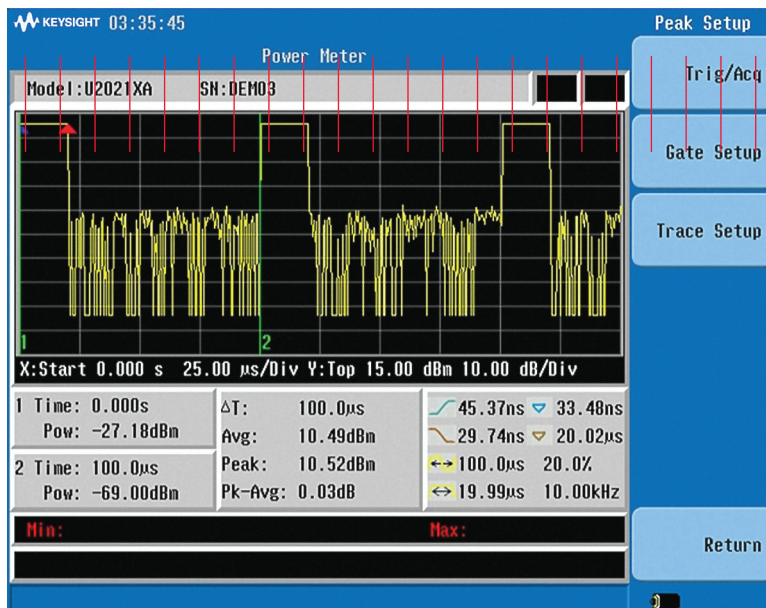 KEYSIGHT 03:35:45
Peak Setup
Power Meter
Model:U2021XA SN:DEM03
Trig/Acq
Gate Setup
Trace Setup
1
2
X:Start 0.000 s 25.00 µs/Div Y:Top 15.00 dBm 10.00 dB/Div
1 Time: 0.000s
Pow: -27.18dBm
2 Time: 100.0µs
Pow: -69.00dBm
ΔT: 100.0µs
Avg: 10.49dBm
Peak: 10.52dBm
Pk-Avg: 0.03dB
45.37ns 33.48ns
29.74ns 20.02µs
100.0µs 20.0%
19.99µs 10.00kHz
Min: Max:
Return